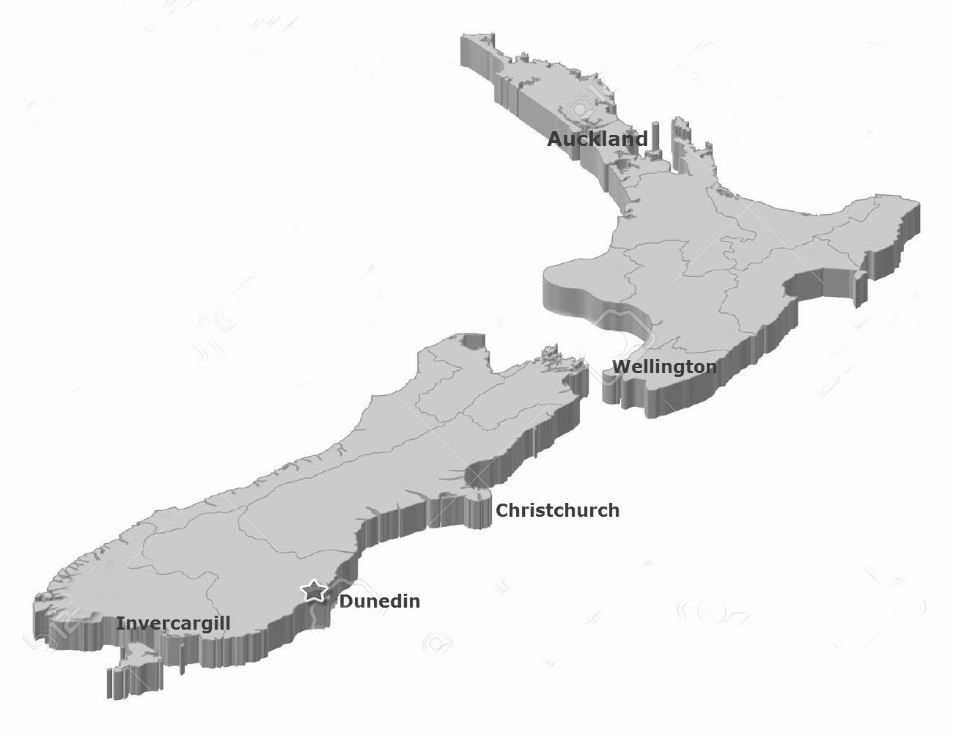 Auckland
Wellington
Christchurch
Dunedin
Invercargill